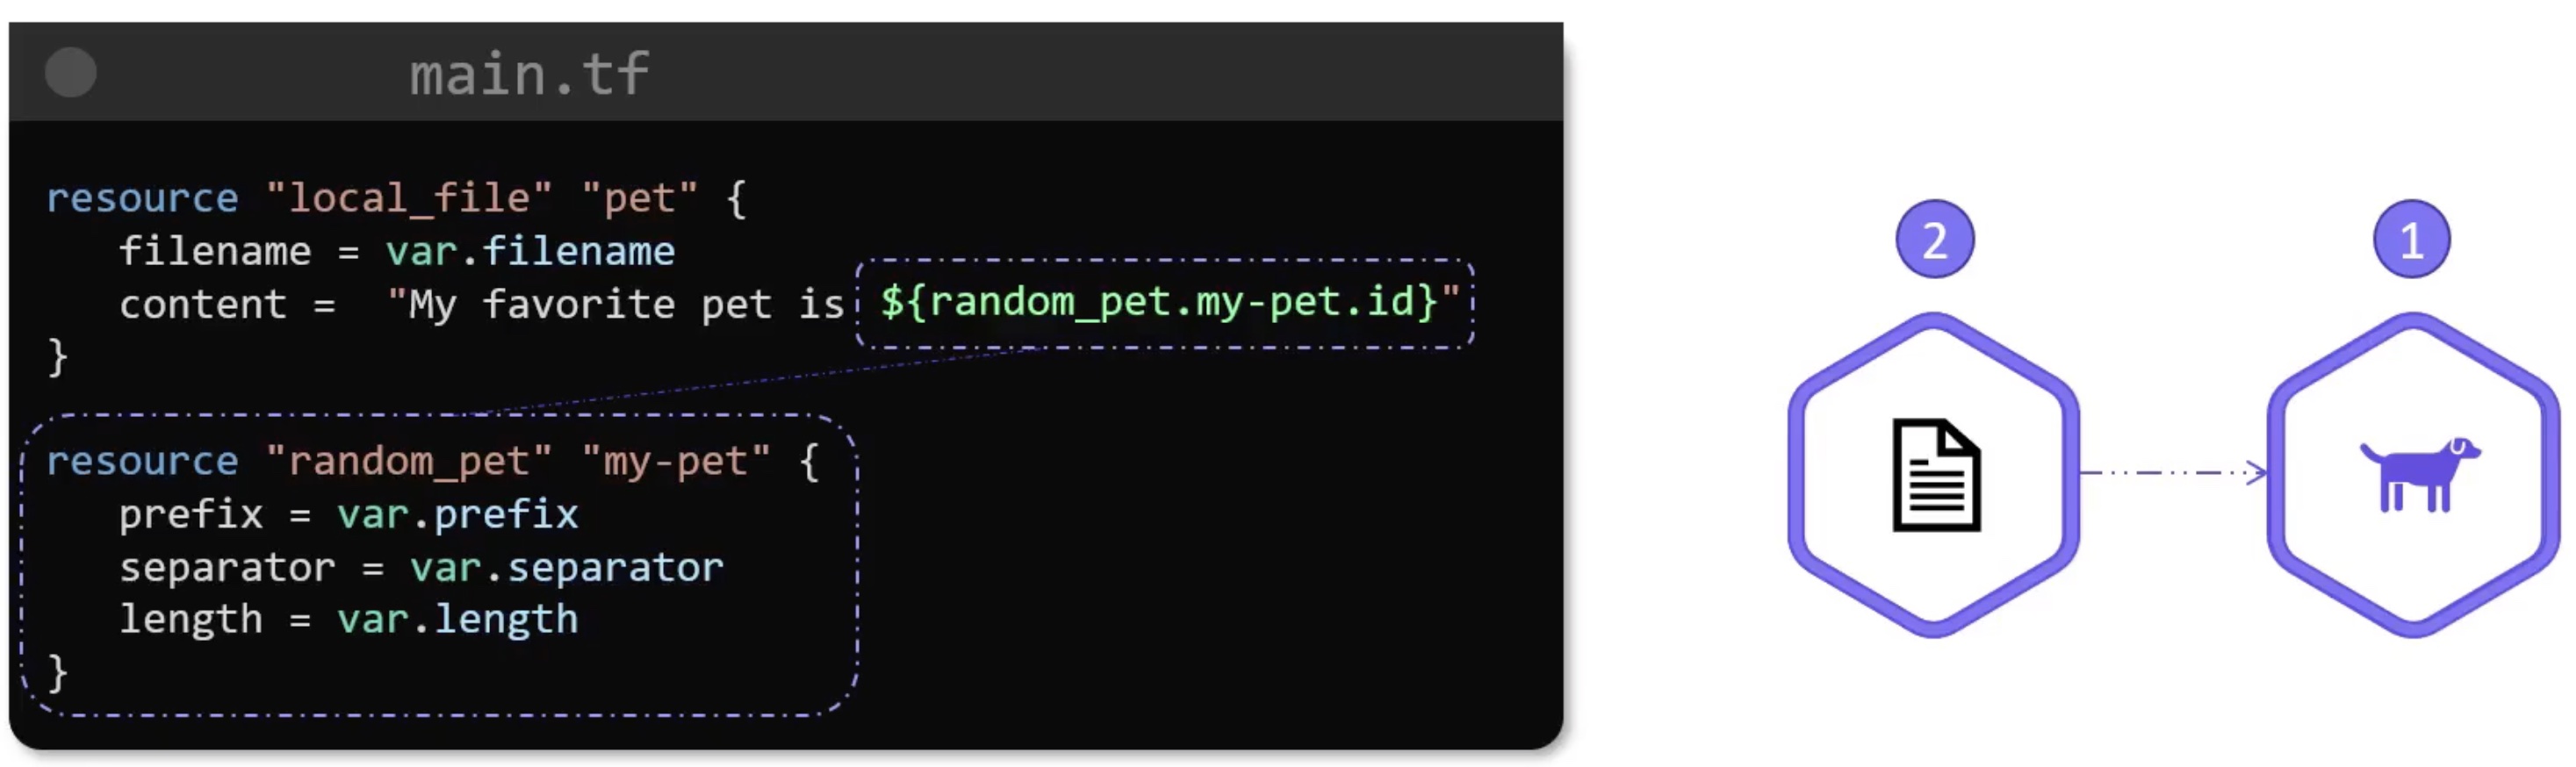 main.tf
resource "local_file" "pet" {
filename = var.filename
content = "My favorite pet is ${random_pet.my-pet.id}"
}
resource "random_pet" "my-pet" {
prefix = var.prefix
separator = var.separator
length = var.length
}
2
1